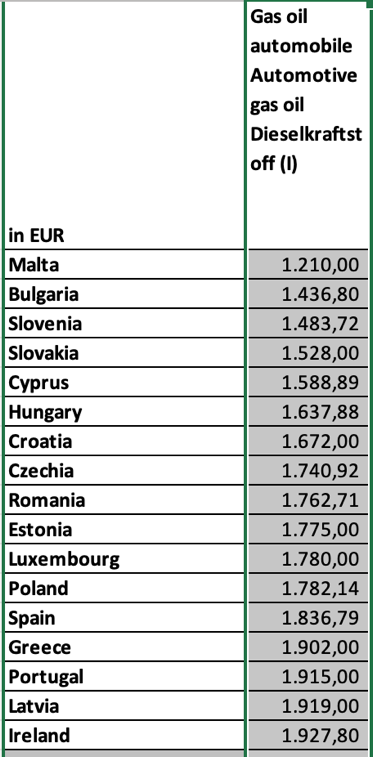 Gas oil
automobile
Automotive
gas oil
Dieselkraftst
off (I)
in EUR
Malta 1.210,00
Bulgaria 1.436,80
Slovenia 1.483,72
Slovakia 1.528,00
Cyprus 1.588,89
Hungary 1.637,88
Croatia 1.672,00
Czechia 1.740,92
Romania 1.762,71
Estonia 1.775,00
Luxembourg 1.780,00
Poland 1.782,14
Spain 1.836,79
Greece 1.902,00
Portugal 1.915,00
Latvia 1.919,00
Ireland 1.927,80